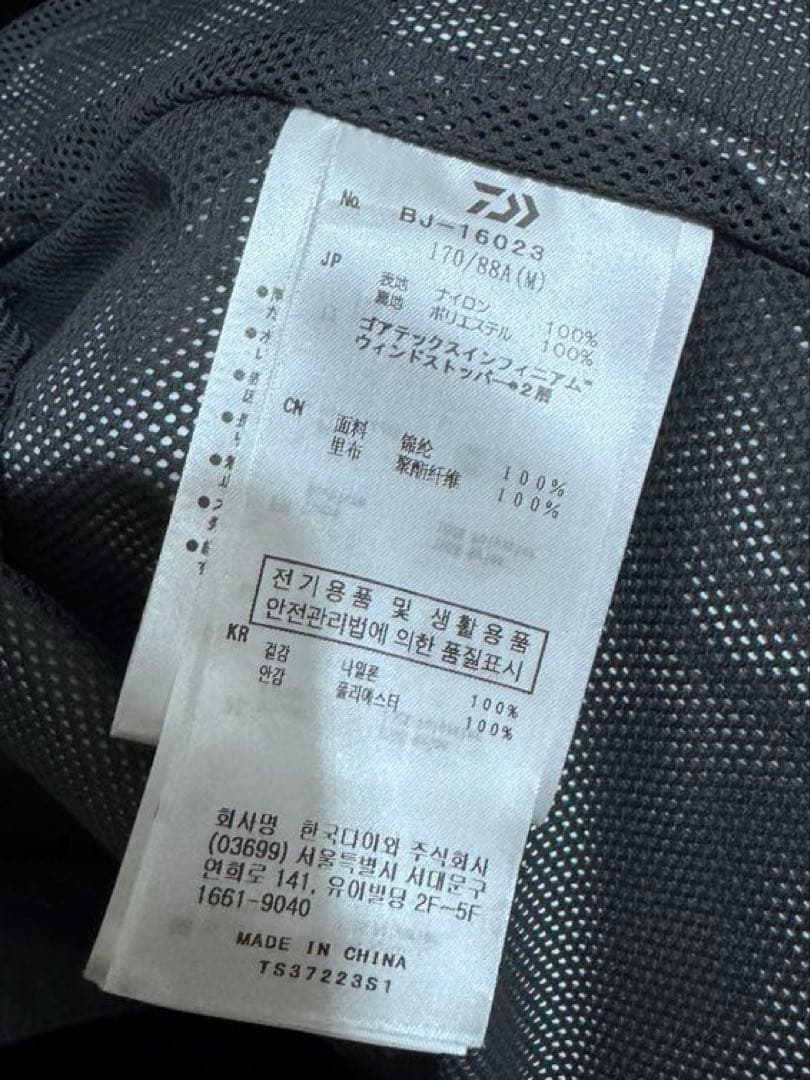 No. BJ-16023
170/88A(M)
JP 表地 ナイロン 100%
裏地 ポリエステル 100%
ゴアテックスインフィニアム™
ウィンドストッパー®2層
CN 面料 锦纶 100%
里布 聚酯纤维 100%
전기용품 및 생활용품
안전관리법에 의한 품질표시
KR 겉감 나일론 100%
안감 폴리에스터 100%
회사명 한국다이와 주식회사
(03699) 서울특별시 서대문구
연희로 141, 유이빌딩 2F~5F
1661-9040
MADE IN CHINA
TS37223S1